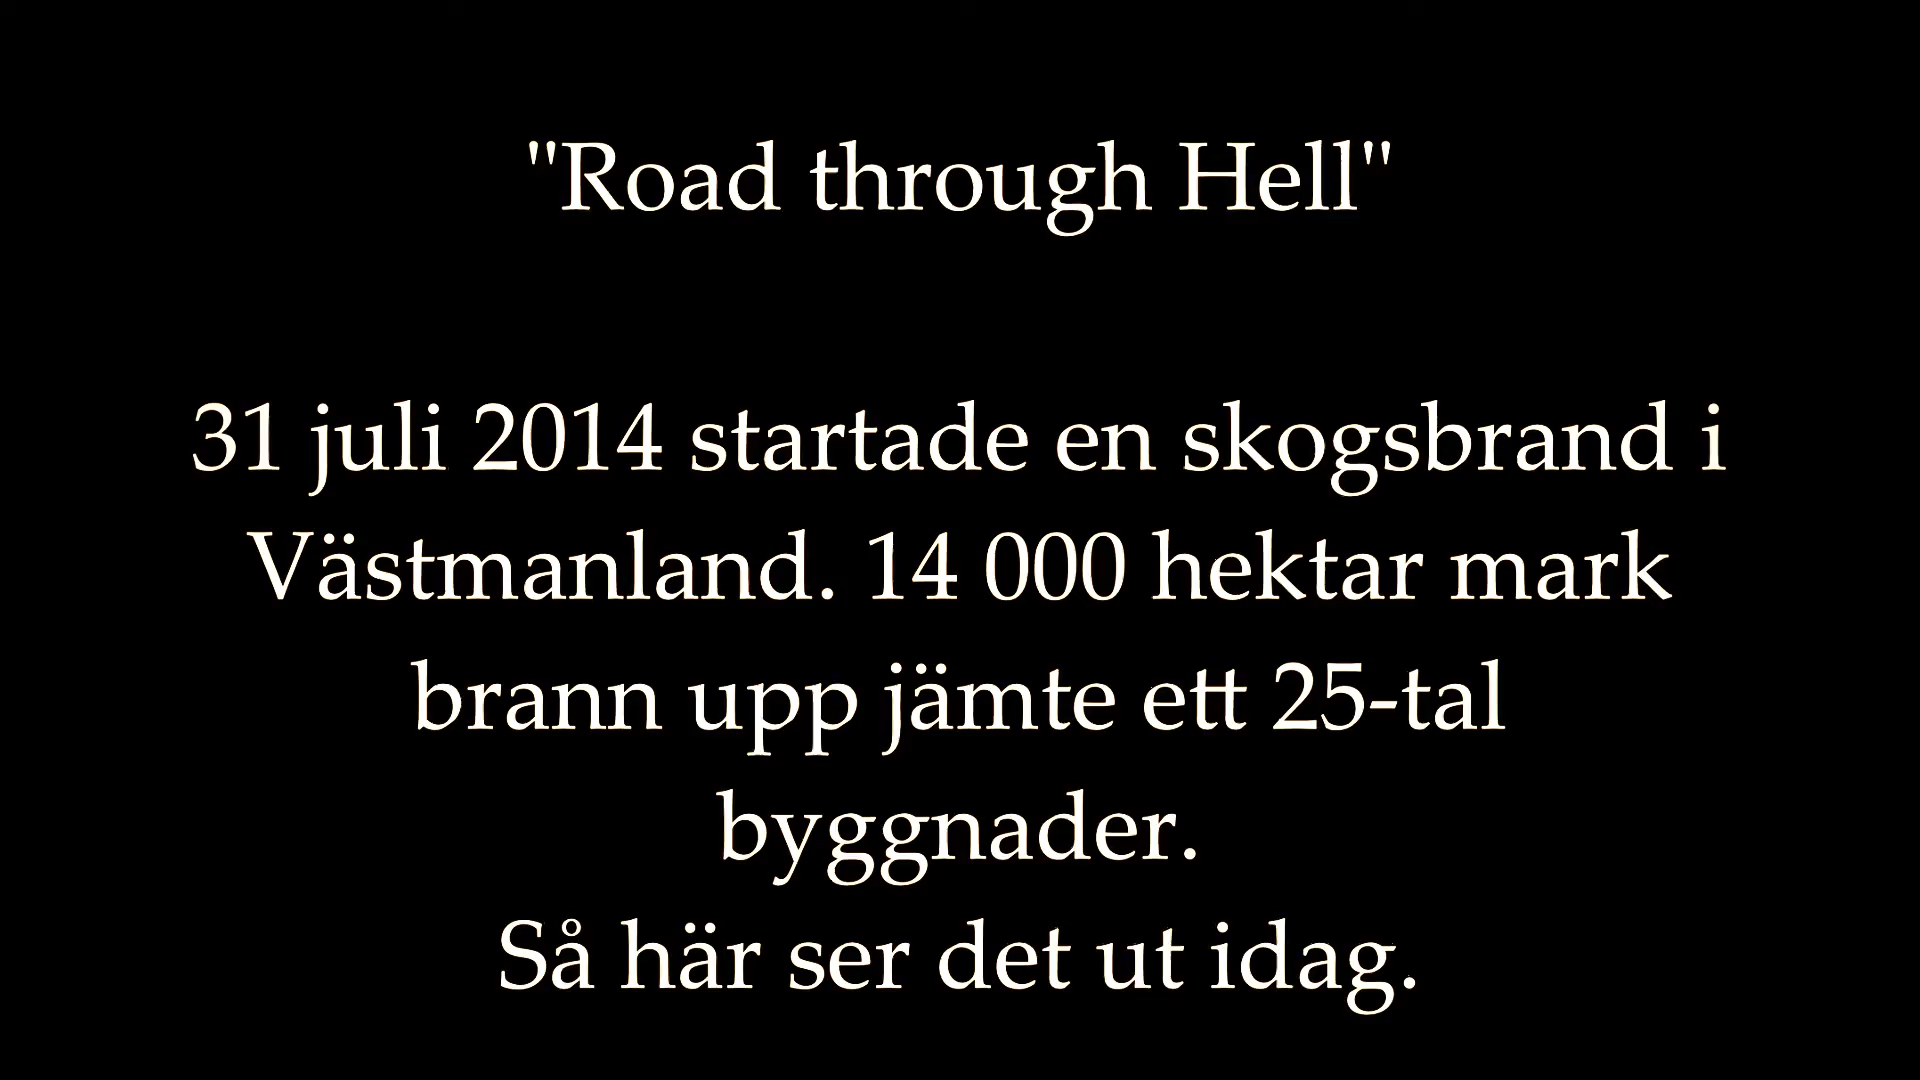 "Road through Hell"
31 juli 2014 startade en skogsbrand i
Västmanland. 14 000 hektar mark
brann upp jämte ett 25-tal
byggnader.
Så här ser det ut idag.